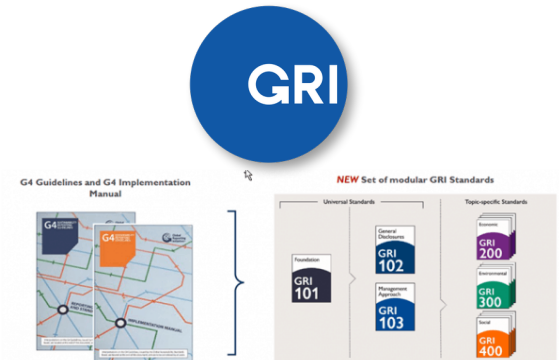 GRI
G4 Guidelines and G4 Implementation
Manual
NEW Set of modular GRI Standards
Universal Standards
Topic-specific Standards
G4
G4
IMPLEMENTATION MANUAL
Foundation
GRI
101
General
Disclosures
GRI
102
Management
Approach
GRI
103
Economic
GRI
200
Environmental
GRI
300
Social
GRI
400